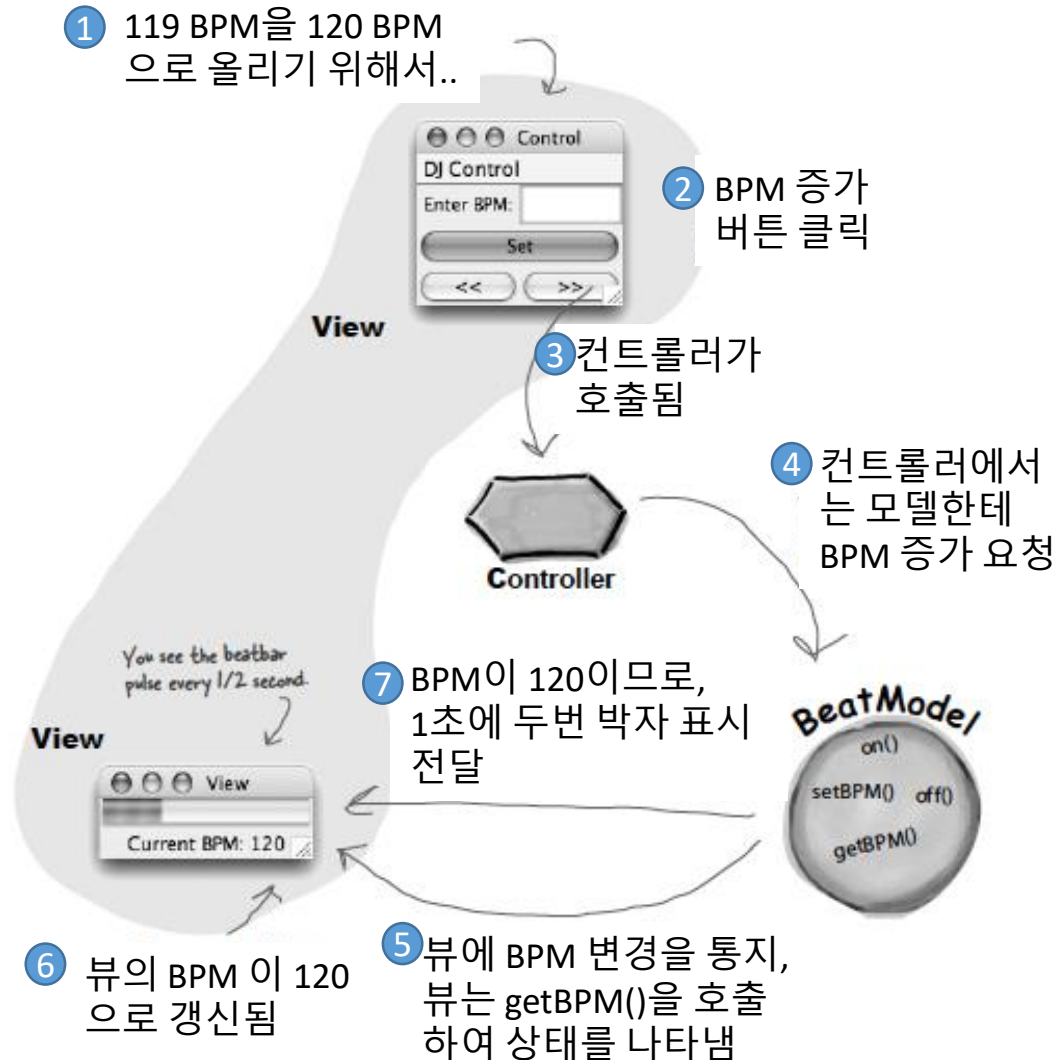 1 119 BPM을 120 BPM
으로 올리기 위해서..
Control
DJ Control
Enter BPM:
Set
<< >>
2 BPM 증가
버튼 클릭
View
3 컨트롤러가
호출됨
Controller
4 컨트롤러에서
는 모델한테
BPM 증가 요청
You see the beatbar
pulse every 1/2 second.
View
View
Current BPM: 120
7 BPM이 120이므로,
1초에 두번 박자 표시
전달
BeatModel
on()
setBPM() off()
getBPM()
5 뷰에 BPM 변경을 통지,
뷰는 getBPM()을 호출
하여 상태를 나타냄
6 뷰의 BPM 이 120
으로 갱신됨